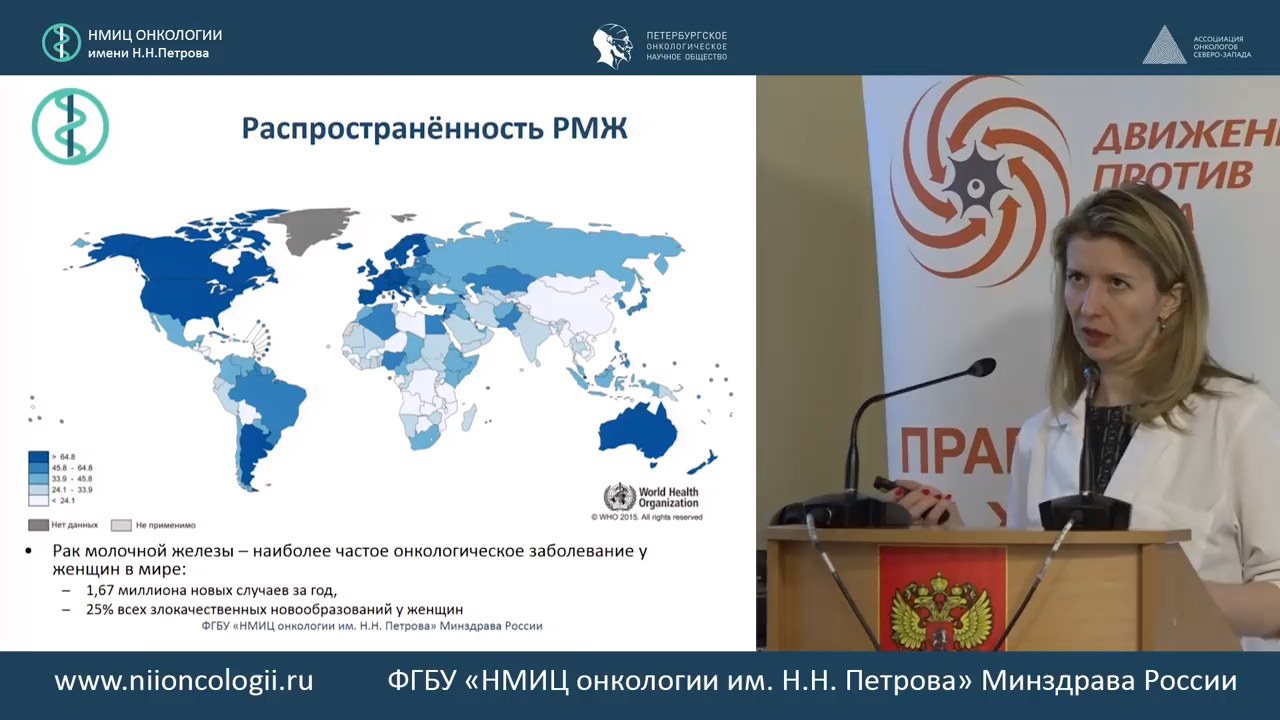 НМИЦ ОНКОЛОГИИ
имени Н.Н.Петрова
ПЕТЕРБУРГСКОЕ
ОНКОЛОГИЧЕСКОЕ
НАУЧНОЕ ОБЩЕСТВО
АССОЦИАЦИЯ
ОНКОЛОГОВ
СЕВЕРО-ЗАПАДА
Распространённость РМЖ
> 64.8
45.8 - 64.8
33.9 - 45.8
24.1 - 33.9
< 24.1
Нет данных
Не применимо
World Health
Organization
© WHO 2015. All rights reserved
• Рак молочной железы – наиболее частое онкологическое заболевание у
женщин в мире:
– 1,67 миллиона новых случаев за год,
– 25% всех злокачественных новообразований у женщин
ФГБУ «НМИЦ онкологии им. Н.Н. Петрова» Минздрава России
ДВИЖЕН
ПРОТИВ
ПРА
www.niioncologii.ru
ФГБУ «НМИЦ онкологии им. Н.Н. Петрова» Минздрава России